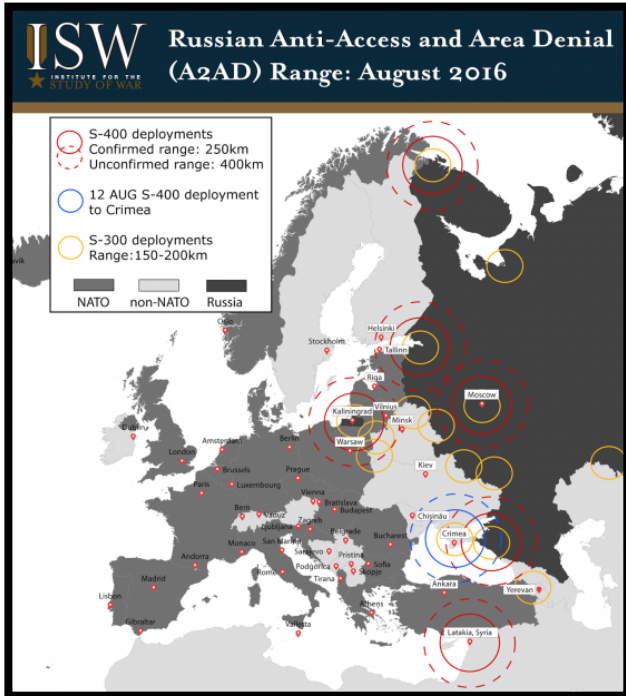 ISW
INSTITUTE FOR THE
STUDY OF WAR
Russian Anti-Access and Area Denial
(A2AD) Range: August 2016
S-400 deployments
Confirmed range: 250km
Unconfirmed range: 400km
12 AUG S-400 deployment
to Crimea
S-300 deployments
Range:150-200km
NATO
non-NATO
Russia
avik
Oslo
Stockholm
Helsinki
Tallinn
Riga
Moscow
Kaliningrad
Vilnius
Minsk
Dublin
Warsaw
Berlin
Amsterdam
London
Brussels
Prague
Kiev
Paris
Luxembourg
Vienna
Bratislava
Budapest
Chișinău
Bern
Vaduz
Ljubljana
Zagreb
Crimea
Belgrade
Bucharest
Monaco
San Marino
Sarajevo
Pristina
Andorra
Podgorica
Sofia
Skopje
Rome
Tirana
Madrid
Ankara
Yerevan
Lisbon
Athens
Gibraltar
Valletta
Latakia, Syria